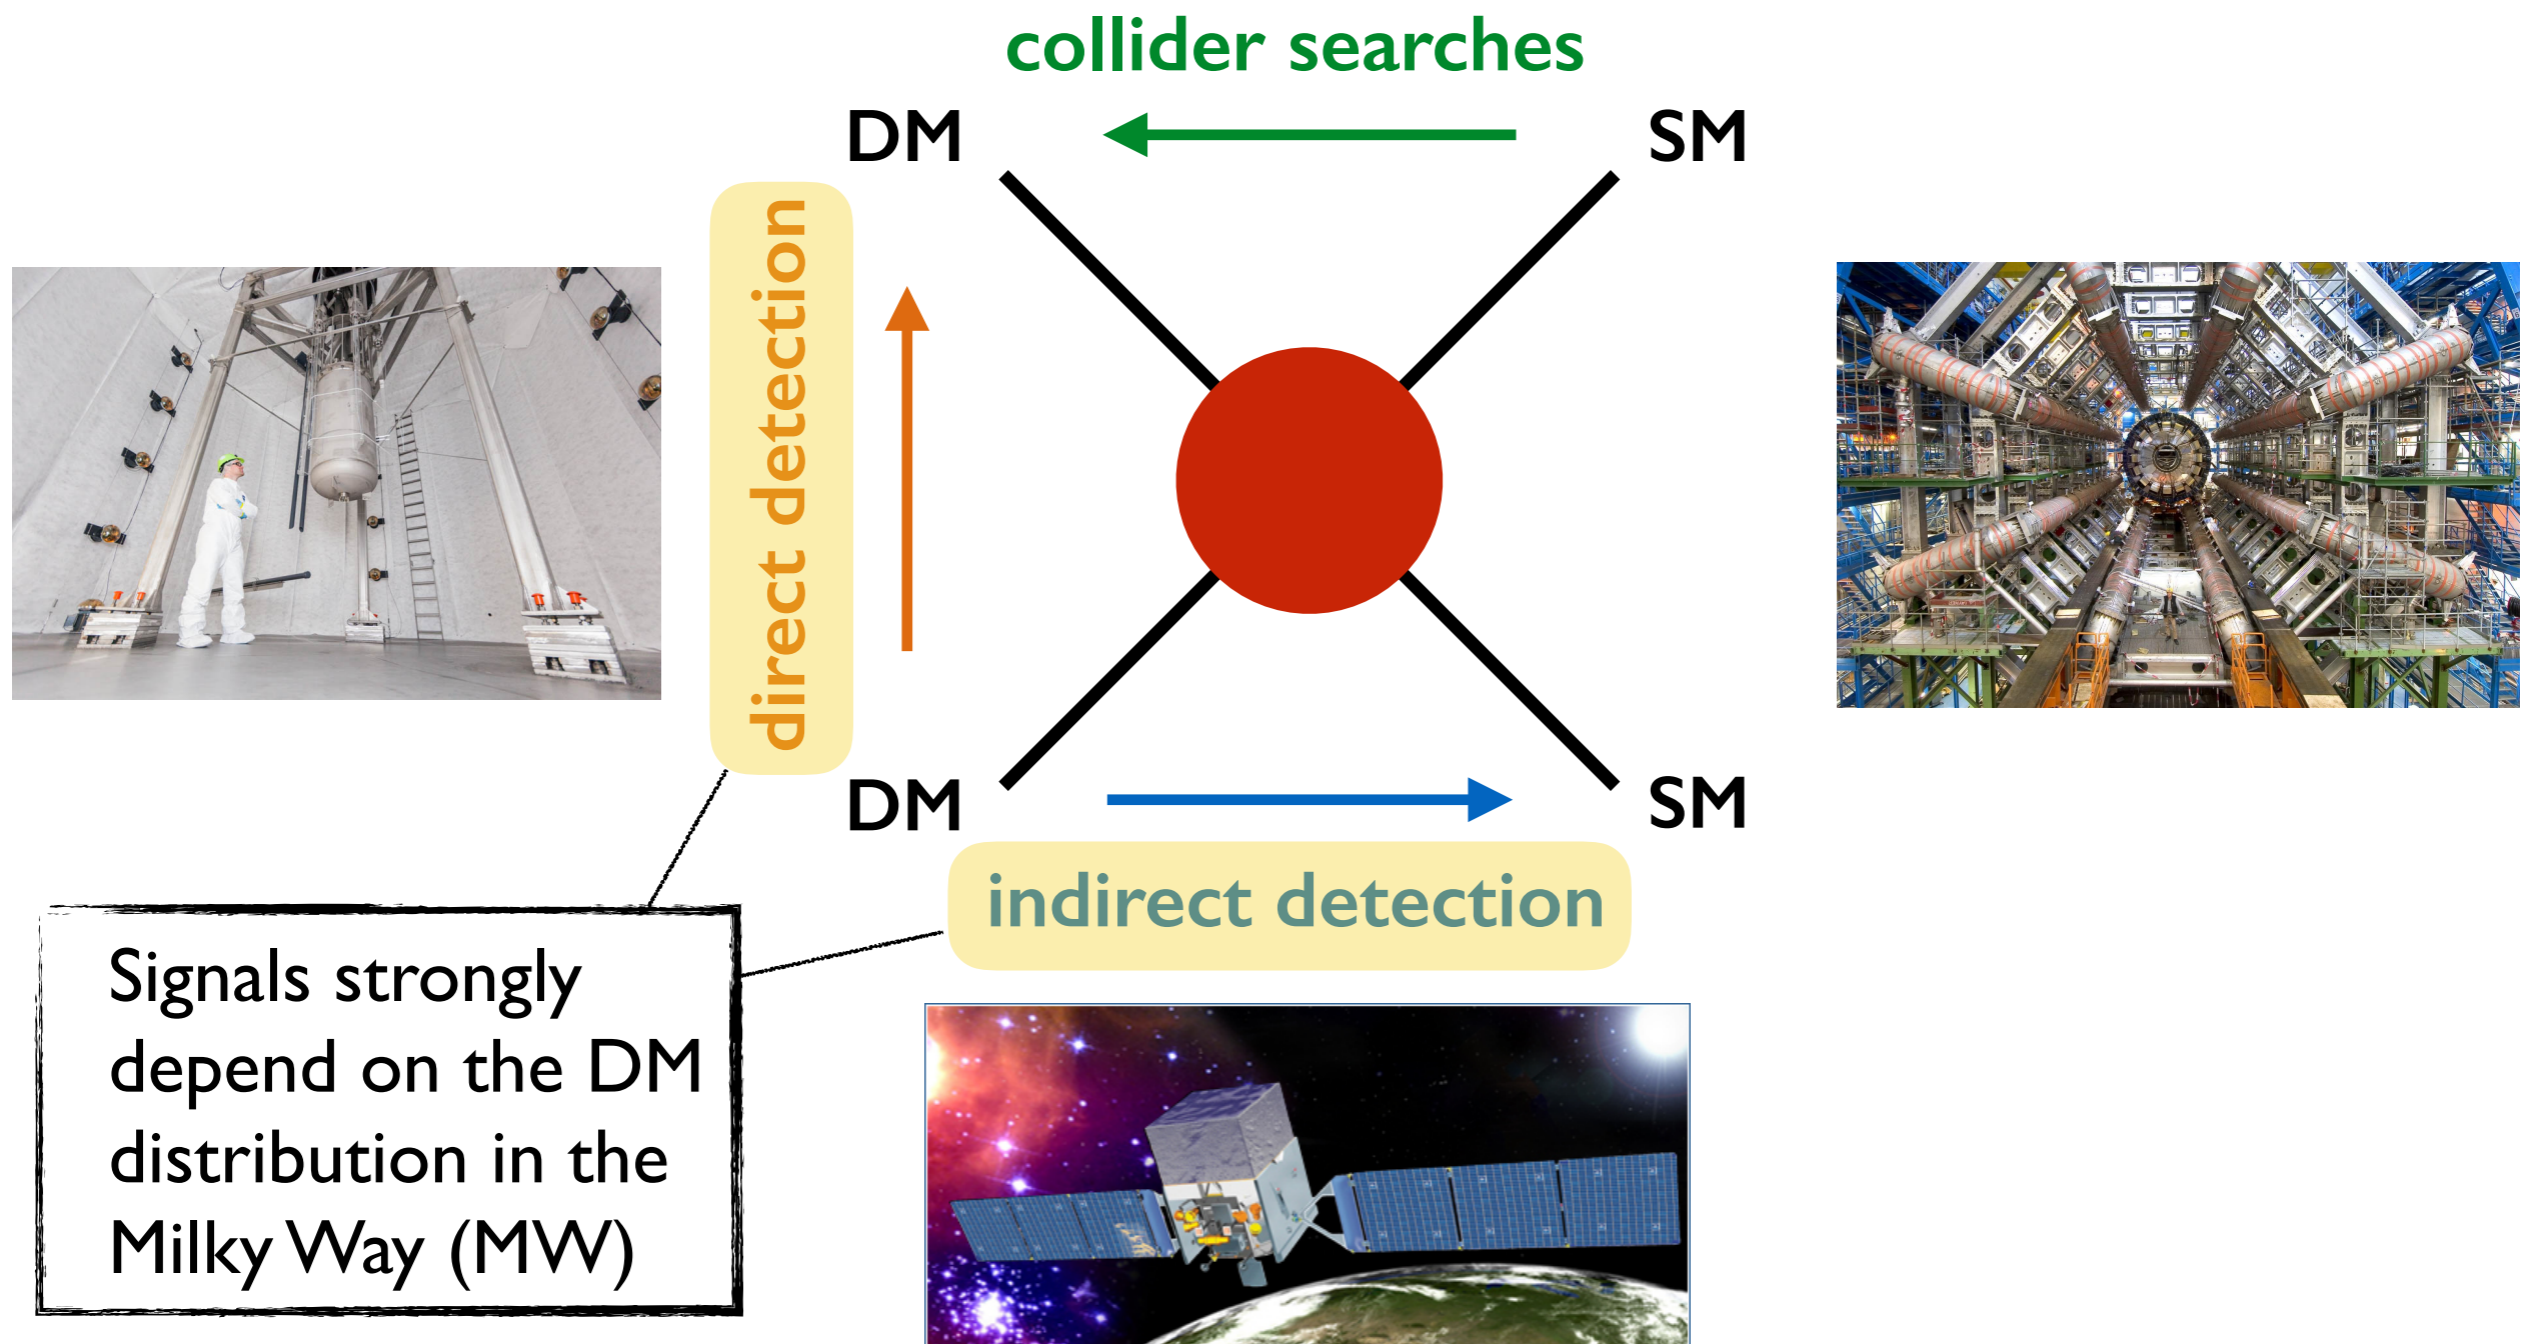 collider searches
DM
SM
direct detection
DM
SM
indirect detection
Signals strongly
depend on the DM
distribution in the
Milky Way (MW)